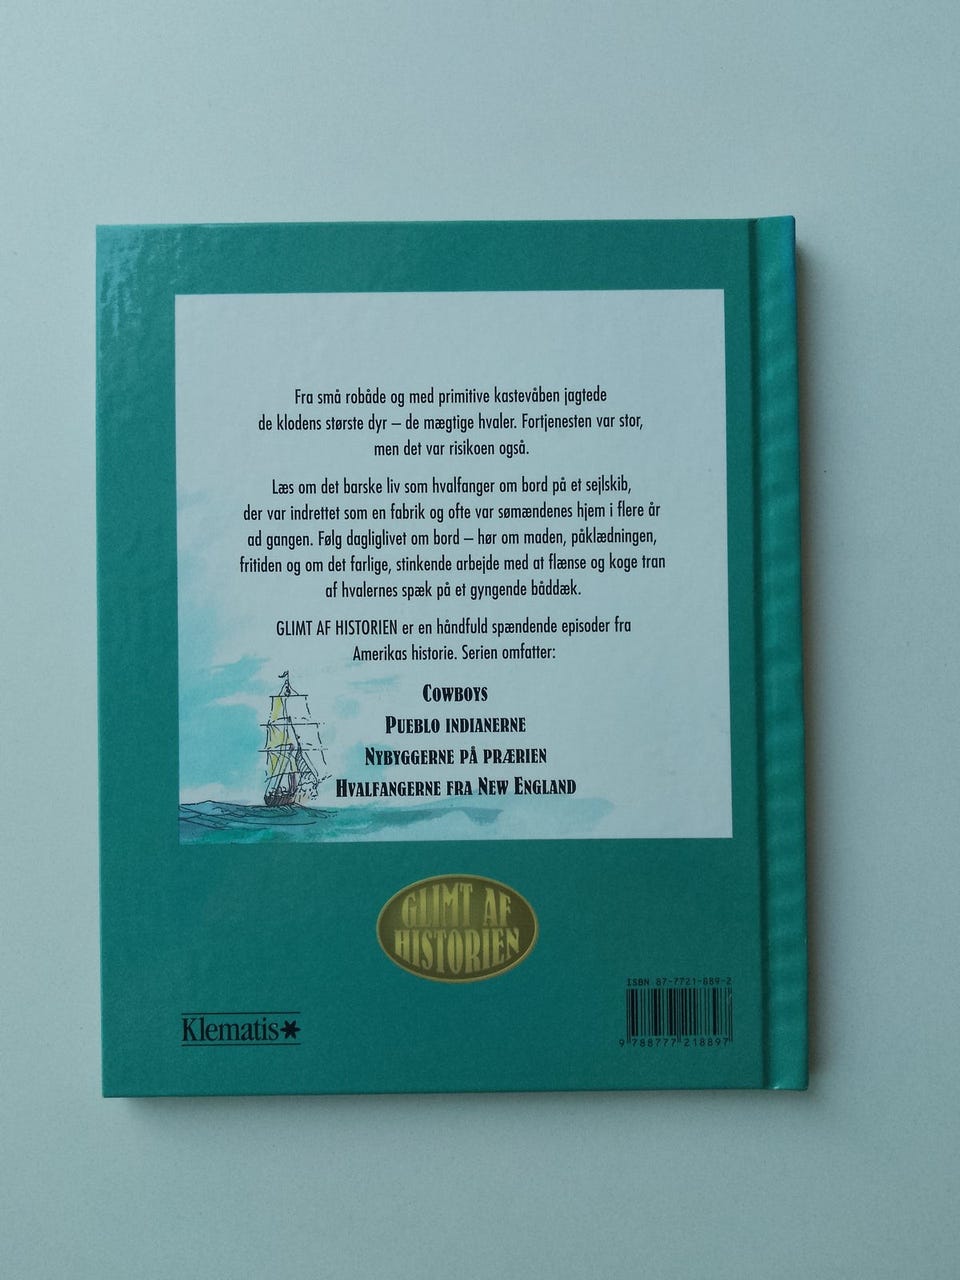 Fra små robåde og med primitive kastevåben jagtede
de klodens største dyr – de mægtige hvaler. Fortjenesten var stor,
men det var risikoen også.
Læs om det barske liv som hvalfanger om bord på et sejlskib,
der var indrettet som en fabrik og ofte var sømændenes hjem i flere år
ad gangen. Følg dagliglivet om bord – hør om maden, påklædningen,
fritiden og om det farlige, stinkende arbejde med at flænse og koge tran
af hvalernes spæk på et gyngende båddæk.
GLIMT AF HISTORIEN er en håndfuld spændende episoder fra
Amerikas historie. Serien omfatter:
COWBOYS
PUEBLO INDIANERNE
NYBYGGERNE PÅ PRÆRIEN
HVALFANGERNE FRA NEW ENGLAND
GLIMT AF
HISTORIEN
Klematis
ISBN 87-7721-889-2
9 788777 218897